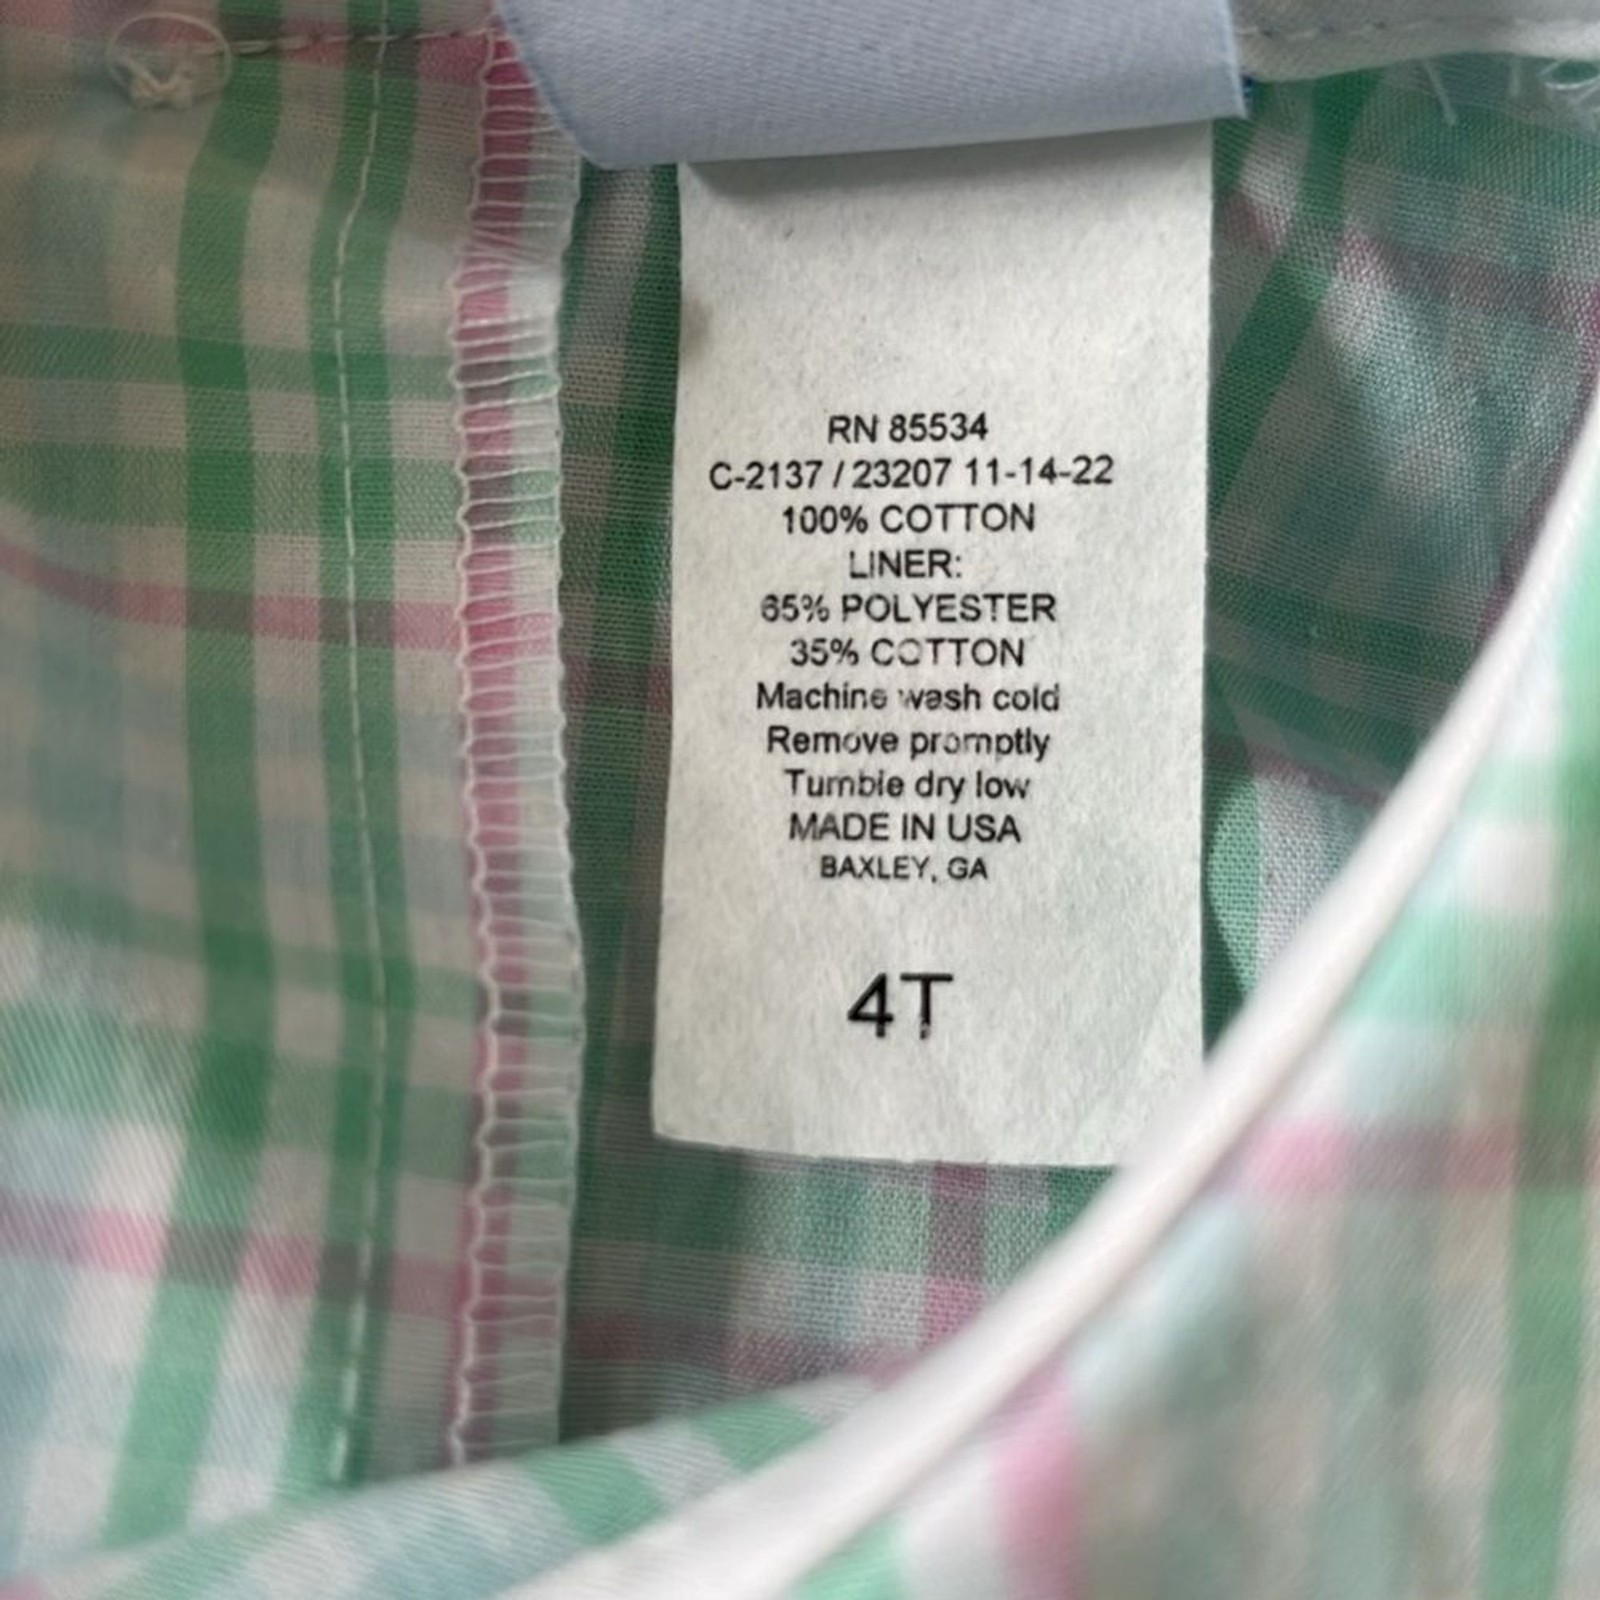 RN 85534
C-2137 / 23207 11-14-22
100% COTTON
LINER:
65% POLYESTER
35% COTTON
Machine wash cold
Remove promptly
Tumble dry low
MADE IN USA
BAXLEY, GA
4T